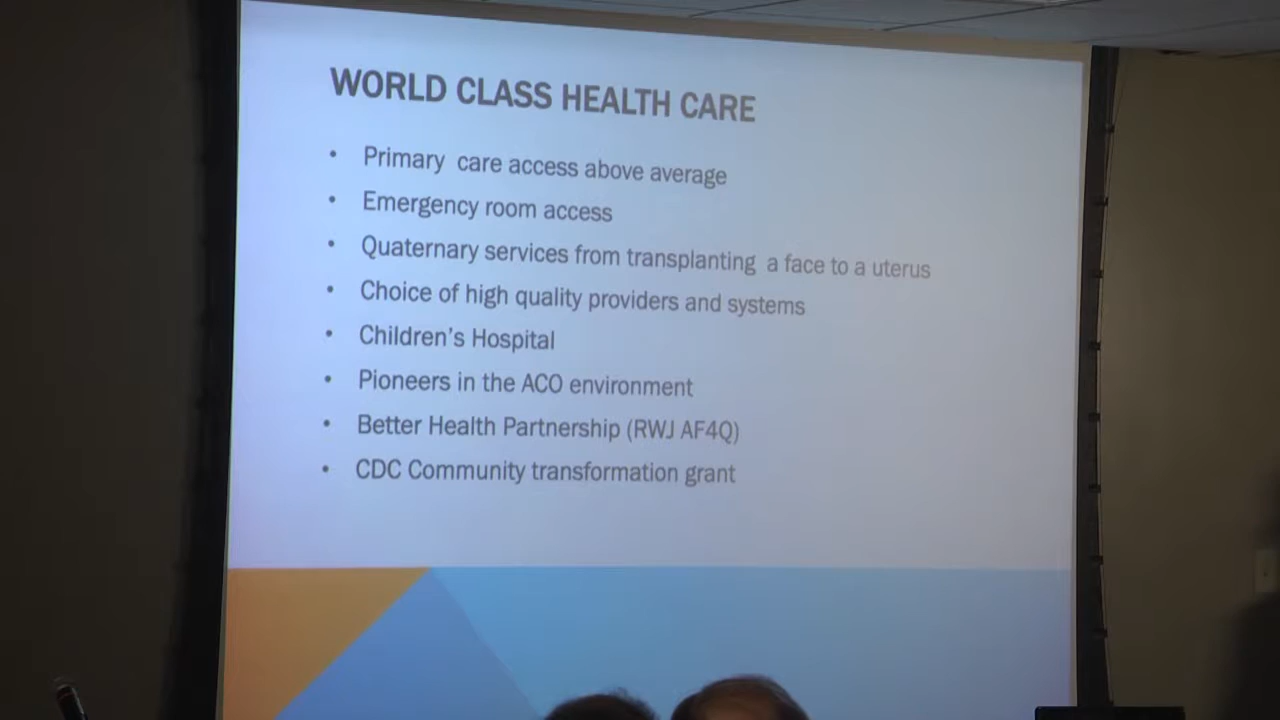 WORLD CLASS HEALTH CARE
• Primary care access above average
• Emergency room access
• Quaternary services from transplanting a face to a uterus
• Choice of high quality providers and systems
• Children's Hospital
• Pioneers in the ACO environment
• Better Health Partnership (RWJ AF4Q)
• CDC Community transformation grant